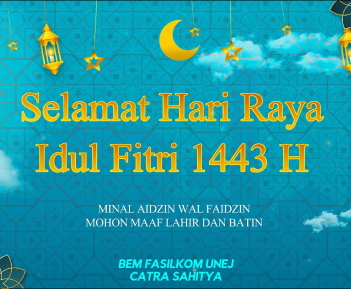 Selamat Hari Raya
Idul Fitri 1443 H
MINAL AIDZIN WAL FAIDZIN
MOHON MAAF LAHIR DAN BATIN
BEM FASILKOM UNEJ
CATRA SAHITYA